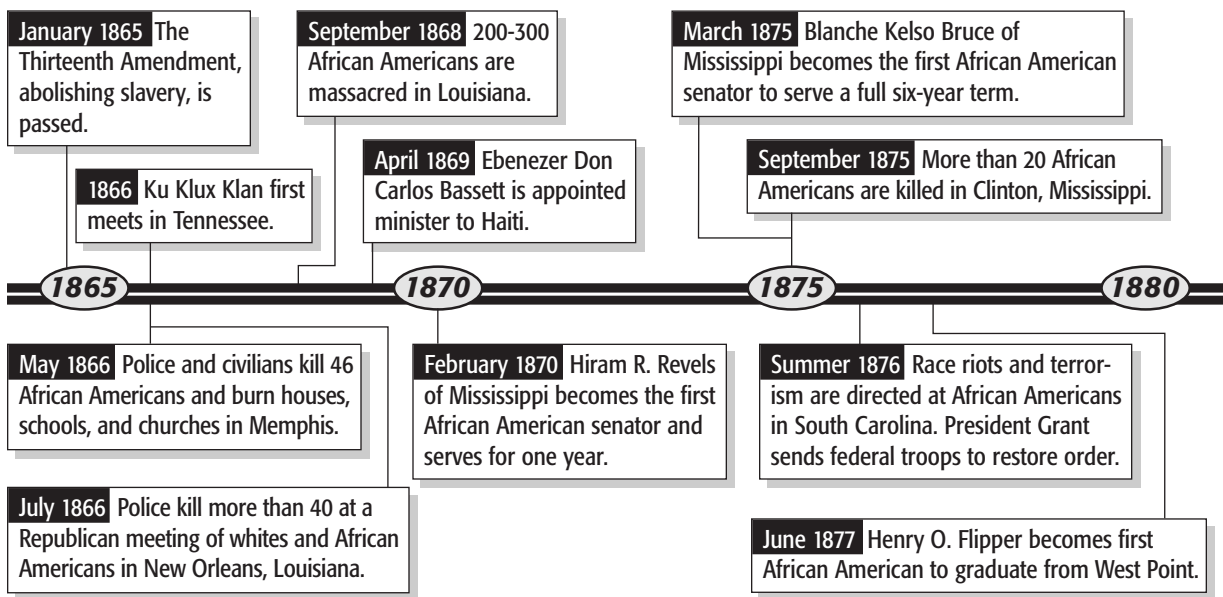 January 1865 The
Thirteenth Amendment,
abolishing slavery, is
passed.
1866 Ku Klux Klan first
meets in Tennessee.
September 1868 200-300
African Americans are
massacred in Louisiana.
April 1869 Ebenezer Don
Carlos Bassett is appointed
minister to Haiti.
March 1875 Blanche Kelso Bruce of
Mississippi becomes the first African American
senator to serve a full six-year term.
September 1875 More than 20 African
Americans are killed in Clinton, Mississippi.
1865
1870
1875
1880
May 1866 Police and civilians kill 46
African Americans and burn houses,
schools, and churches in Memphis.
July 1866 Police kill more than 40 at a
Republican meeting of whites and African
Americans in New Orleans, Louisiana.
February 1870 Hiram R. Revels
of Mississippi becomes the first
African American senator and
serves for one year.
Summer 1876 Race riots and terror-
ism are directed at African Americans
in South Carolina. President Grant
sends federal troops to restore order.
June 1877 Henry O. Flipper becomes first
African American to graduate from West Point.